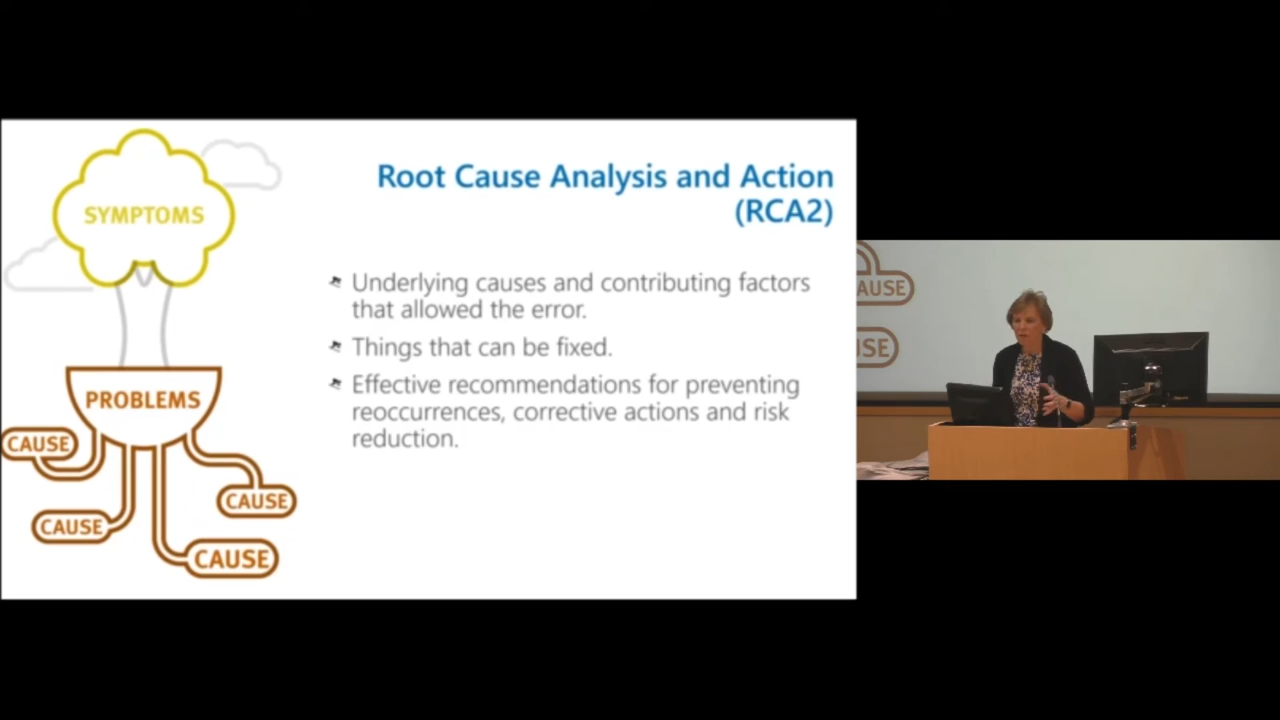 SYMPTOMS
PROBLEMS
CAUSE
CAUSE
CAUSE
CAUSE
Root Cause Analysis and Action
(RCA2)
Underlying causes and contributing factors
that allowed the error.
Things that can be fixed.
Effective recommendations for preventing
reoccurrences, corrective actions and risk
reduction.
AUSE
SE